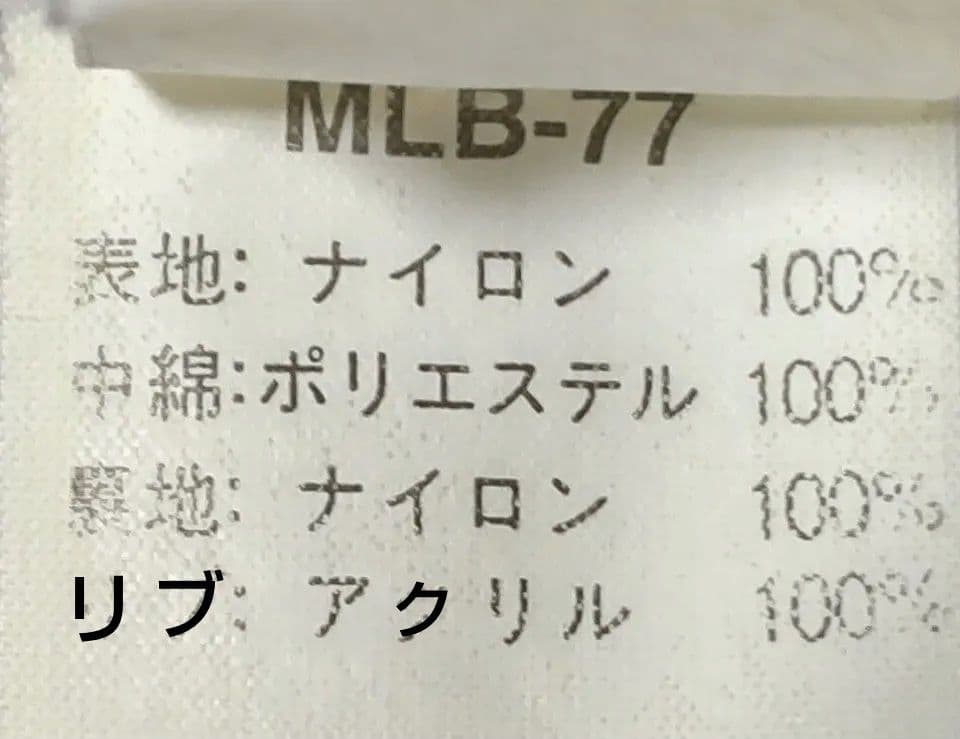 MLB-77
表地: ナイロン 100%
中綿:ポリエステル 100%
裏地: ナイロン 100%
リブ: アクリル 100%